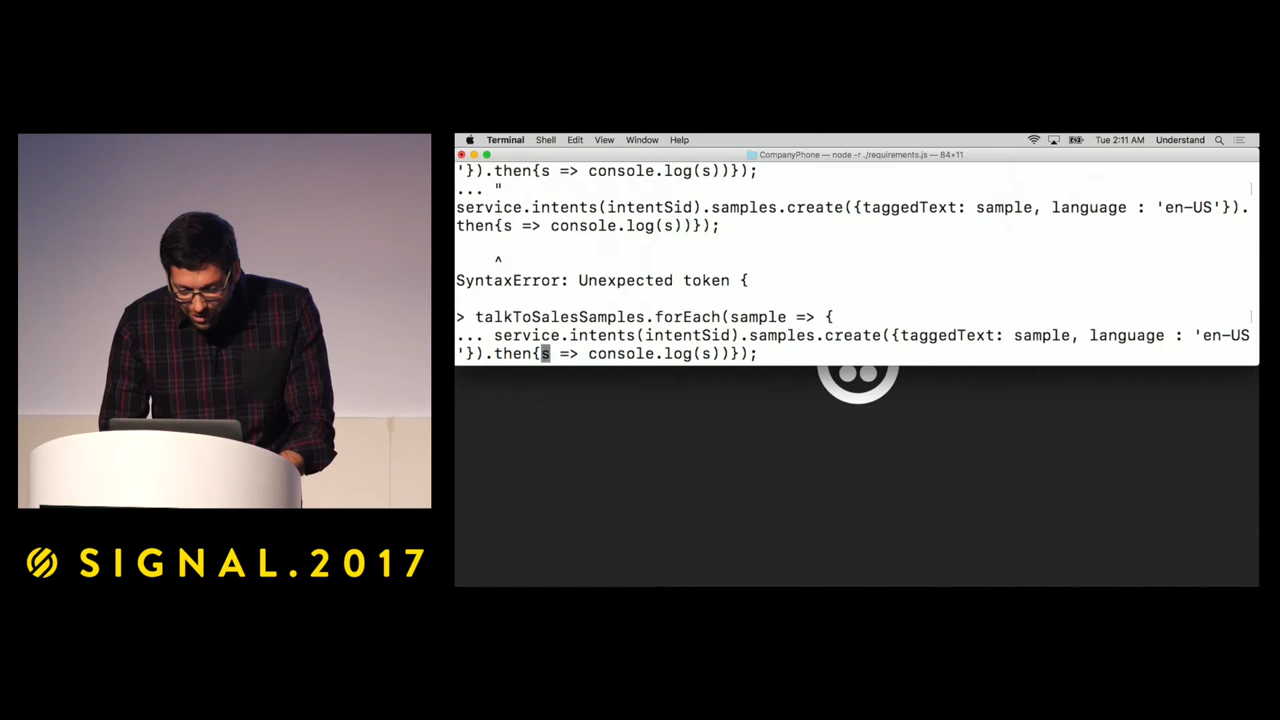 Terminal Shell Edit View Window Help Tue 2:11 AM Understand
CompanyPhone — node -r ./requirements.js — 84×11
'}).then{s => console.log(s))});
... "
service.intents(intentSid).samples.create({taggedText: sample, language : 'en-US'}).
then{s => console.log(s))});
^
SyntaxError: Unexpected token {
> talkToSalesSamples.forEach(sample => {
... service.intents(intentSid).samples.create({taggedText: sample, language : 'en-US
'}).then{s => console.log(s))});
SIGNAL.2017